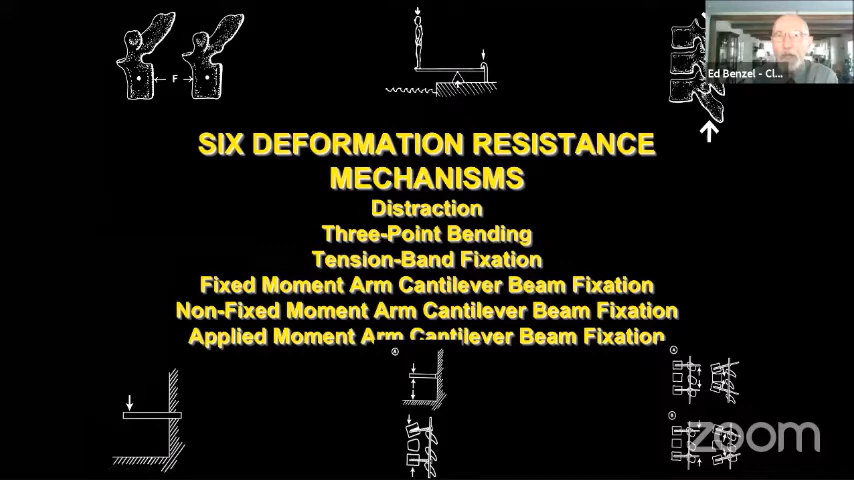 F
Ed Benzel - Cl...
SIX DEFORMATION RESISTANCE
MECHANISMS
Distraction
Three-Point Bending
Tension-Band Fixation
Fixed Moment Arm Cantilever Beam Fixation
Non-Fixed Moment Arm Cantilever Beam Fixation
Applied Moment Arm Cantilever Beam Fixation
zoom